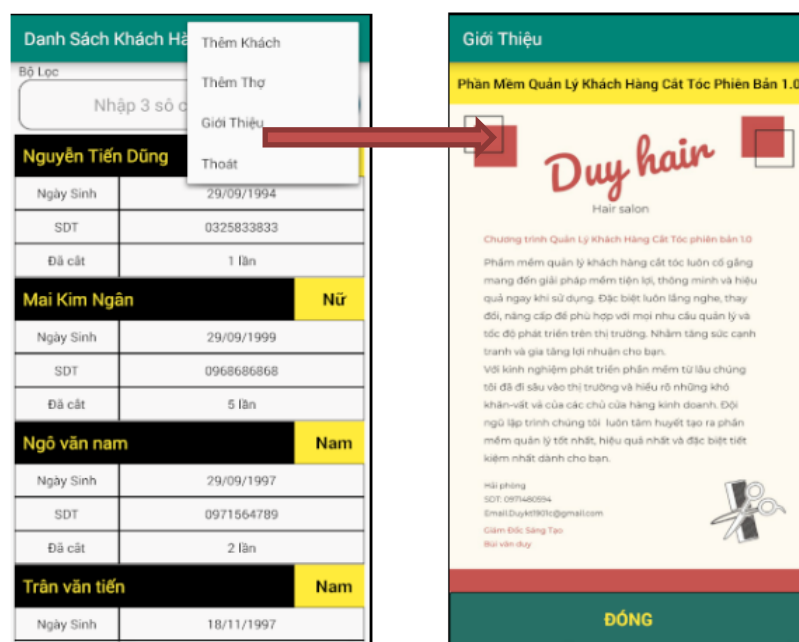 Danh Sách Khách Hà
Thêm Khách
Thêm Thợ
Giới Thiệu
Thoát
Bộ Lọc
Nhập 3 số c
Nguyễn Tiến Dũng
Ngày Sinh 29/09/1994
SDT 0325833833
Đã cắt 1 lần
Mai Kim Ngân Nữ
Ngày Sinh 29/09/1999
SDT 0968686868
Đã cắt 5 lần
Ngô văn nam Nam
Ngày Sinh 29/09/1997
SDT 0971564789
Đã cắt 2 lần
Trần văn tiến Nam
Ngày Sinh 18/11/1997
Giới Thiệu
Phần Mềm Quản Lý Khách Hàng Cắt Tóc Phiên Bản 1.0
Duy hair
Hair salon
Chương trình Quản Lý Khách Hàng Cắt Tóc phiên bản 1.0
Phầm mềm quản lý khách hàng cắt tóc luôn cố gắng
mang đến giải pháp mềm tiện lợi, thông minh và hiệu
quả ngay khi sử dụng. Đặc biệt luôn lắng nghe, thay
đổi, nâng cấp để phù hợp với mọi nhu cầu quản lý và
tốc độ phát triển trên thị trường. Nhằm tăng sức cạnh
tranh và gia tăng lợi nhuận cho bạn.
Với kinh nghiệm phát triển phần mềm từ lâu chúng
tôi đã đi sâu vào thị trường và hiểu rõ những khó
khăn-vất vả của các chủ cửa hàng kinh doanh. Đội
ngũ lập trình chúng tôi luôn tâm huyết tạo ra phần
mềm quản lý tốt nhất, hiệu quả nhất và đặc biệt tiết
kiệm nhất dành cho bạn.
Hải phòng
SDT: 0971480594
Email:Duykt1901c@gmail.com
Giám Đốc Sáng Tạo
Bùi văn duy
ĐÓNG